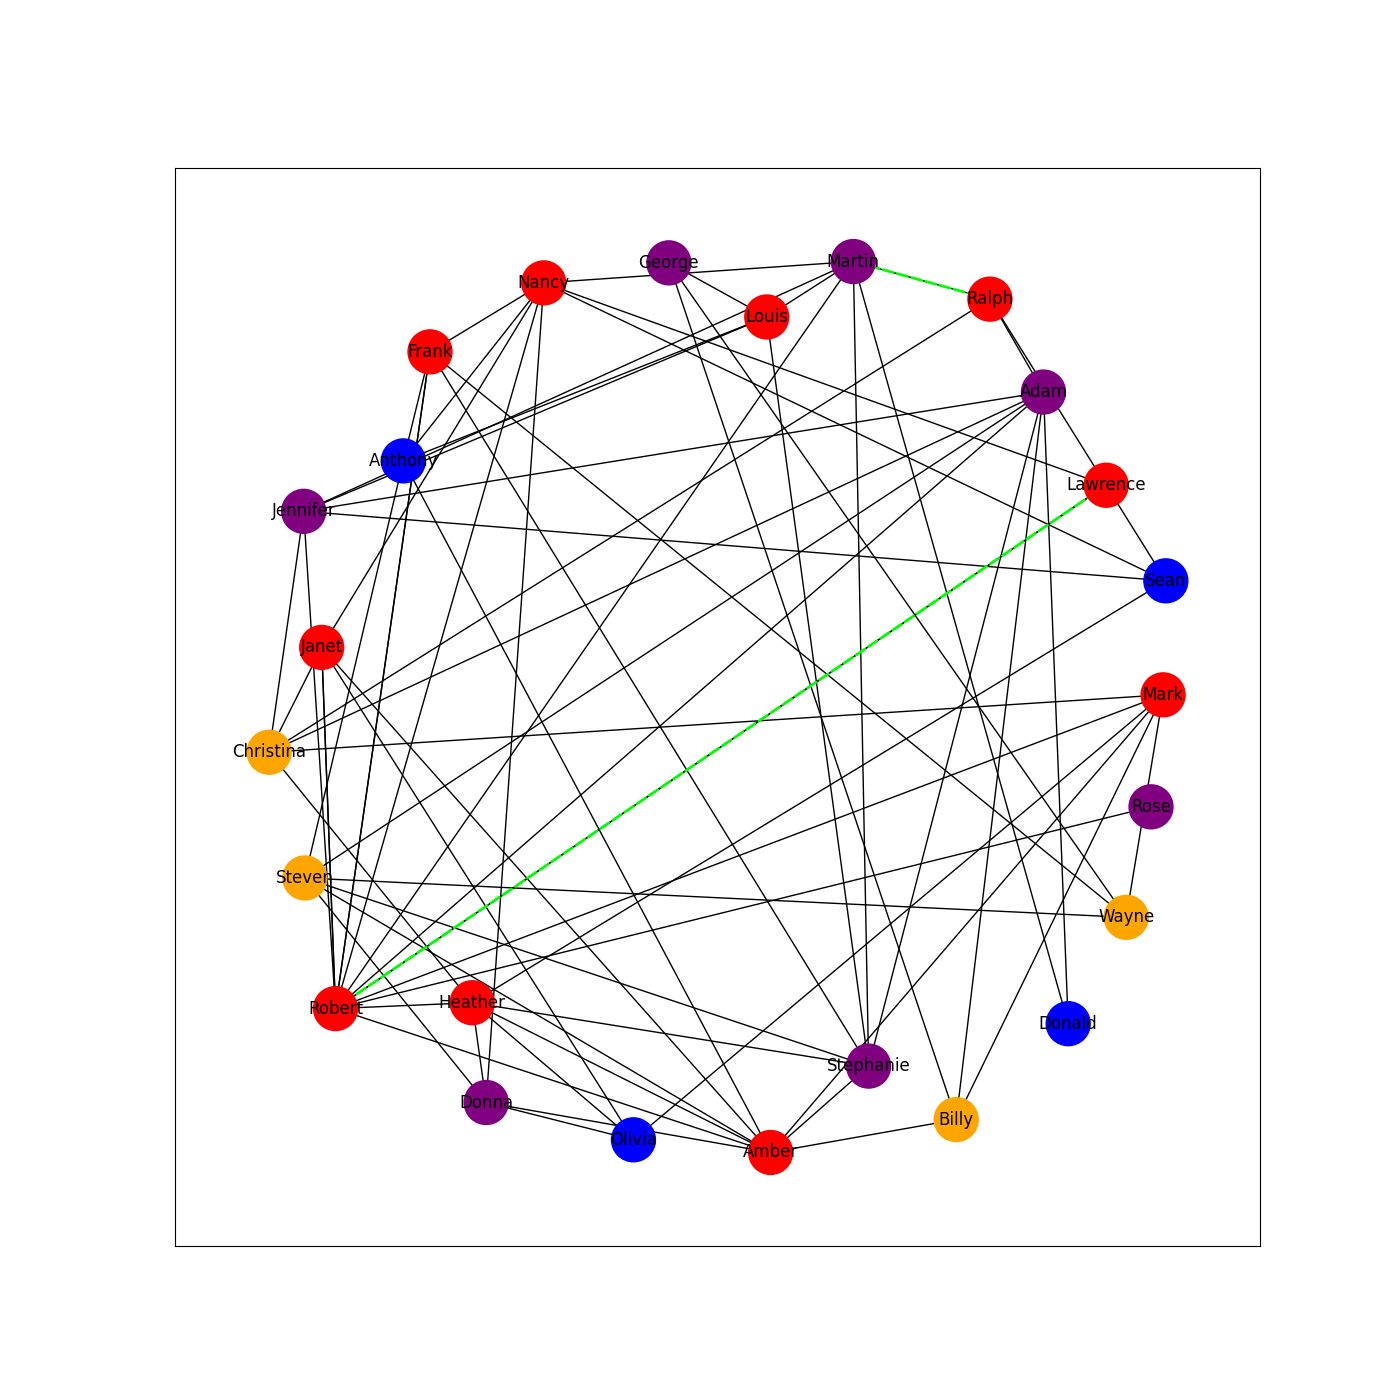 George
Martin
Nancy
Ralph
Louis
Frank
Adam
Anthony
Lawrence
Jennifer
Sean
Janet
Mark
Christina
Rose
Steven
Wayne
Heather
Robert
Donald
Stephanie
Donna
Billy
Olivia
Amber